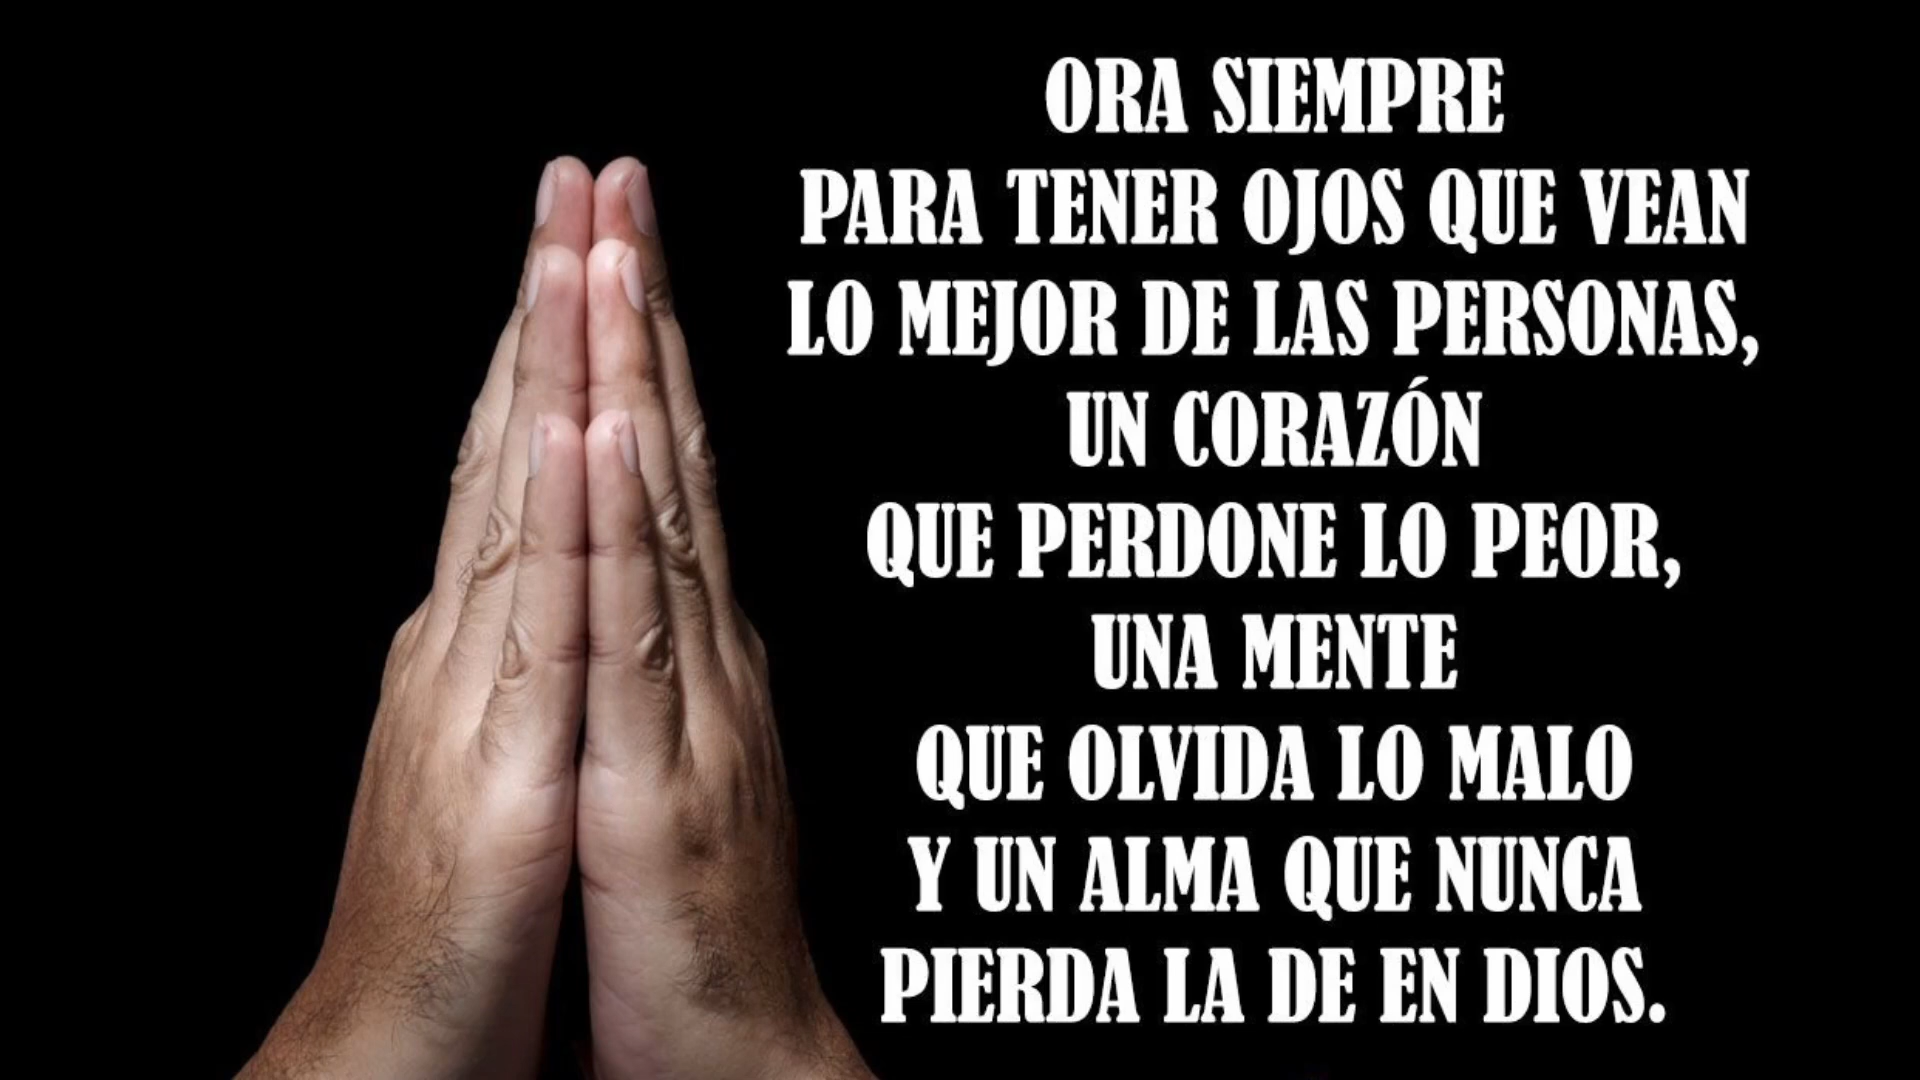 ORA SIEMPRE
PARA TENER OJOS QUE VEAN
LO MEJOR DE LAS PERSONAS,
UN CORAZÓN
QUE PERDONE LO PEOR,
UNA MENTE
QUE OLVIDA LO MALO
Y UN ALMA QUE NUNCA
PIERDA LA DE EN DIOS.